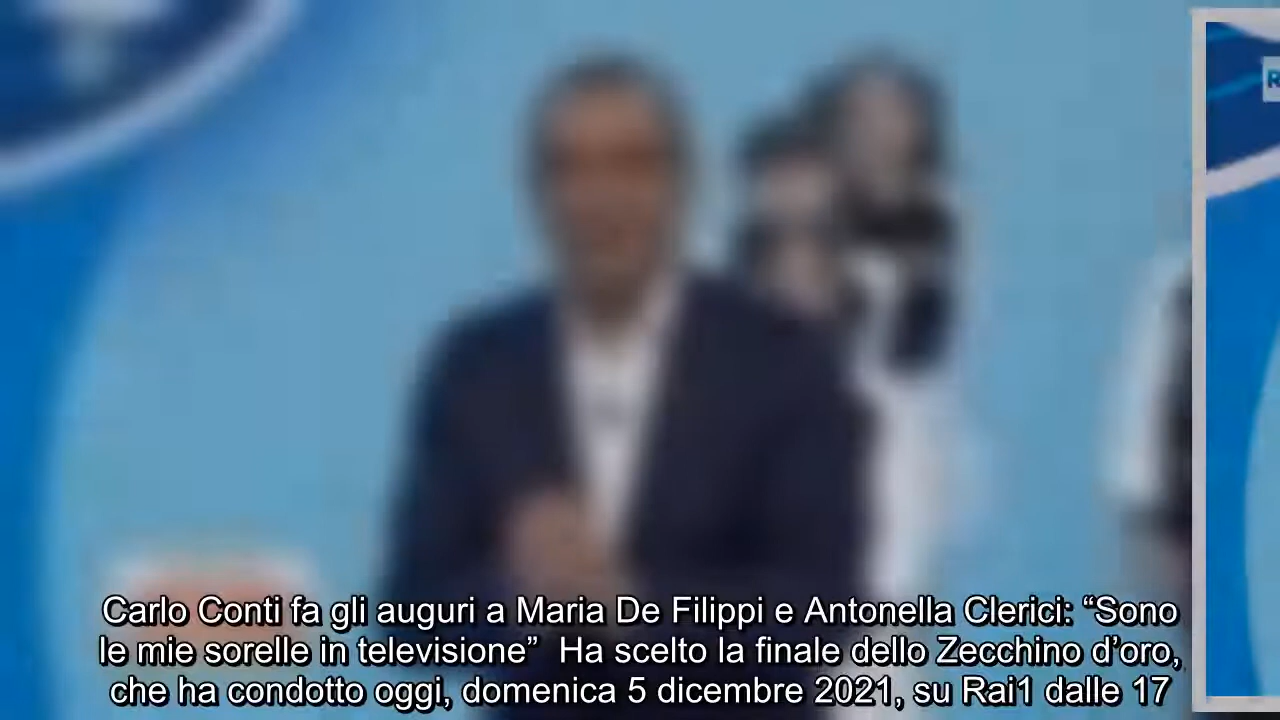 Carlo Conti fa gli auguri a Maria De Filippi e Antonella Clerici: “Sono
le mie sorelle in televisione”  Ha scelto la finale dello Zecchino d’oro,
che ha condotto oggi, domenica 5 dicembre 2021, su Rai1 dalle 17
R